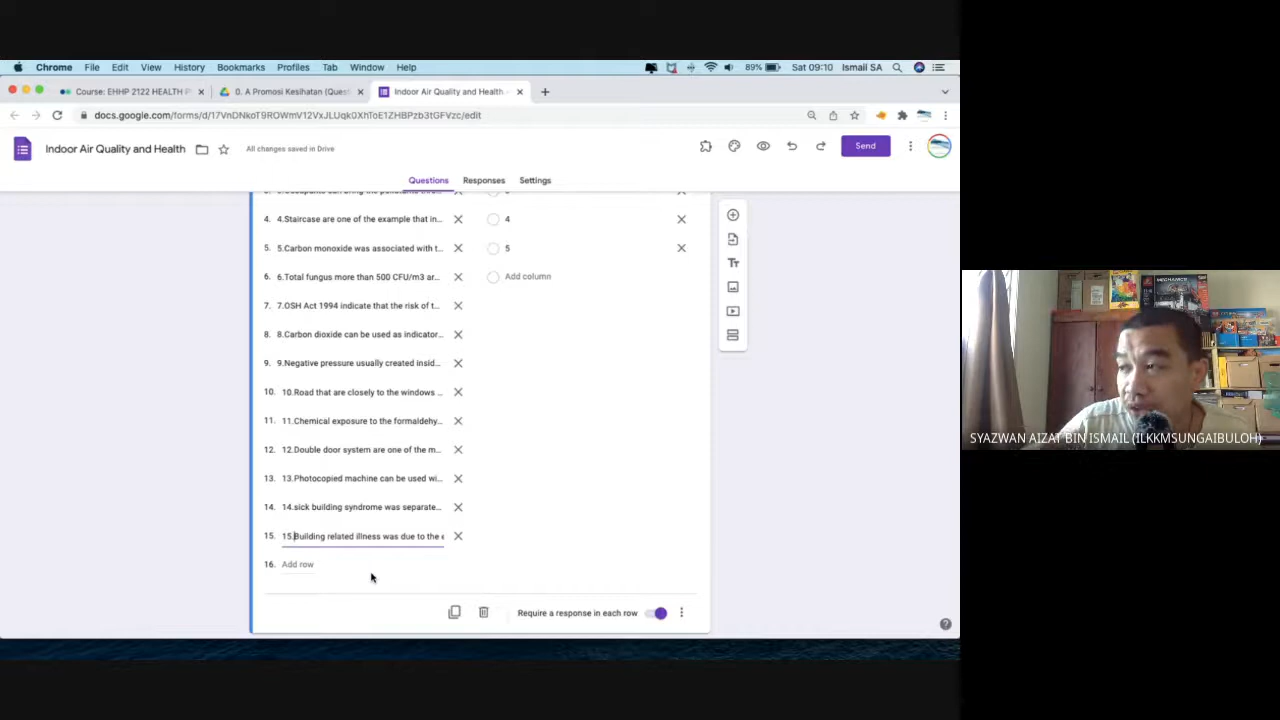 Chrome File Edit View History Bookmarks Profiles Tab Window Help 89% Sat 09:10 Ismail SA
Course: EHHP 2122 HEALTH P
0. A Promosi Kesihatan (Quest
Indoor Air Quality and Health -
docs.google.com/forms/d/17VnDNkoT9ROWmV12VxJLUqk0XhToE1ZHBPzb3tGFVzc/edit
Indoor Air Quality and Health All changes saved in Drive Send
Questions Responses Settings
4. 4.Staircase are one of the example that in... 4
5. 5.Carbon monoxide was associated with t... 5
6. 6.Total fungus more than 500 CFU/m3 ar... Add column
7. 7.OSH Act 1994 indicate that the risk of t...
8. 8.Carbon dioxide can be used as indicator...
9. 9.Negative pressure usually created insid...
10. 10.Road that are closely to the windows ...
11. 11.Chemical exposure to the formaldehy...
12. 12.Double door system are one of the m...
13. 13.Photocopied machine can be used wi...
14. 14.sick building syndrome was separate...
15. 15.Building related illness was due to the e
16. Add row
Require a response in each row
SYAZWAN AIZAT BIN ISMAIL (ILKKMSUNGAIBULOH)
MECHANICS